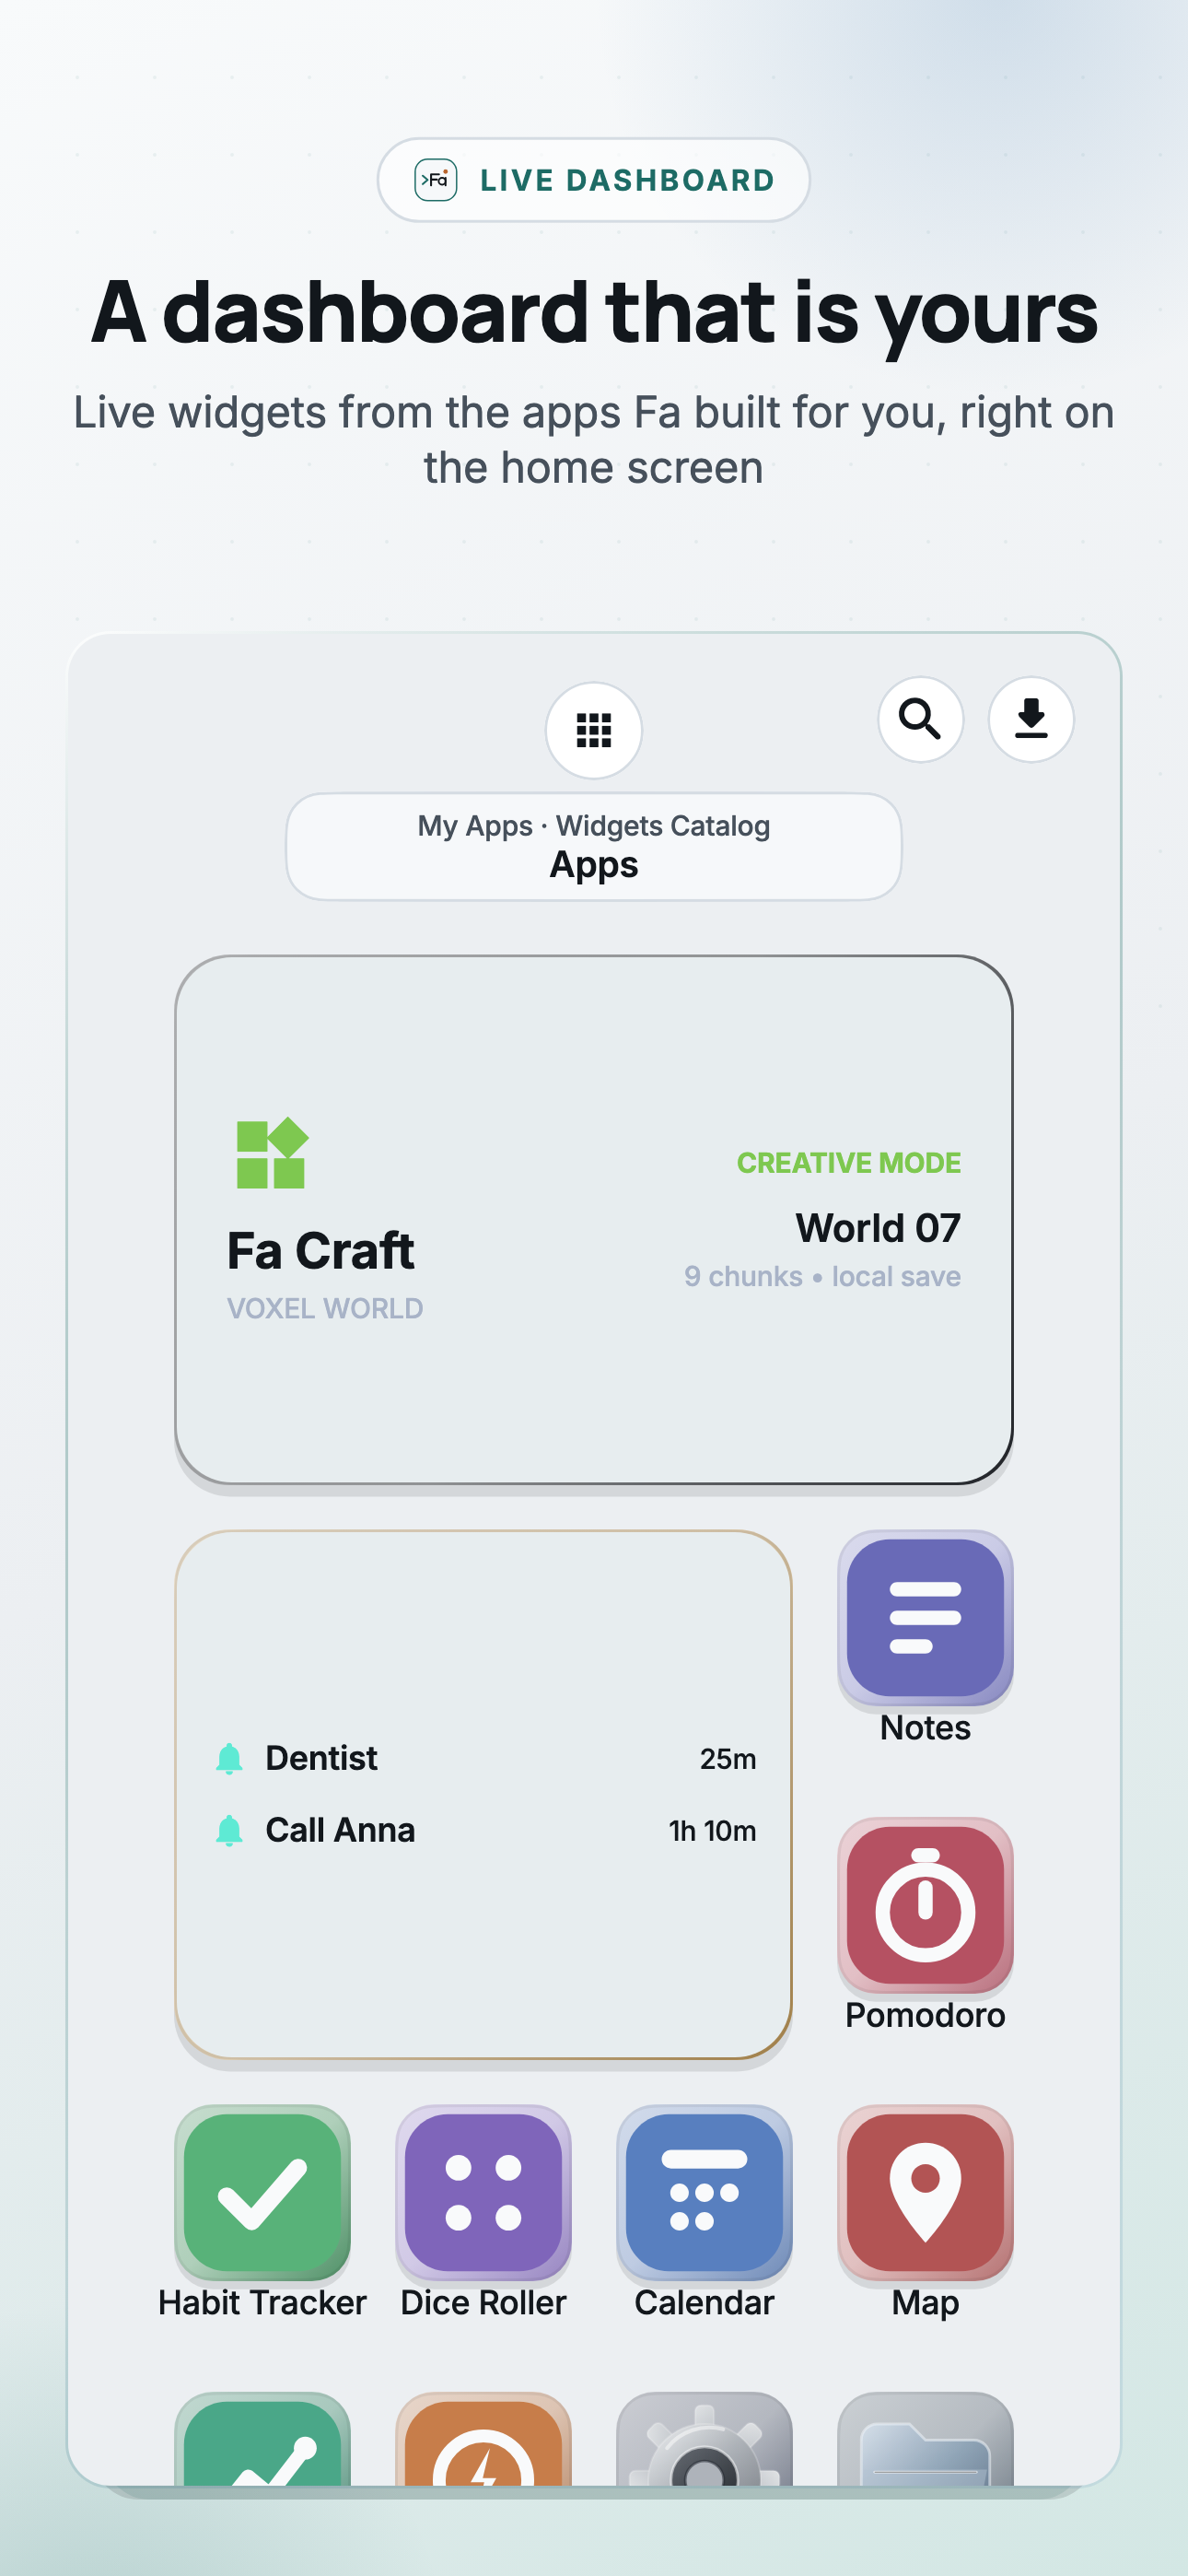 >Fa LIVE DASHBOARD
A dashboard that is yours
Live widgets from the apps Fa built for you, right on
the home screen
My Apps · Widgets Catalog
Apps
Fa Craft
VOXEL WORLD
CREATIVE MODE
World 07
9 chunks • local save
Dentist 25m
Call Anna 1h 10m
Notes
Pomodoro
Habit Tracker Dice Roller Calendar Map